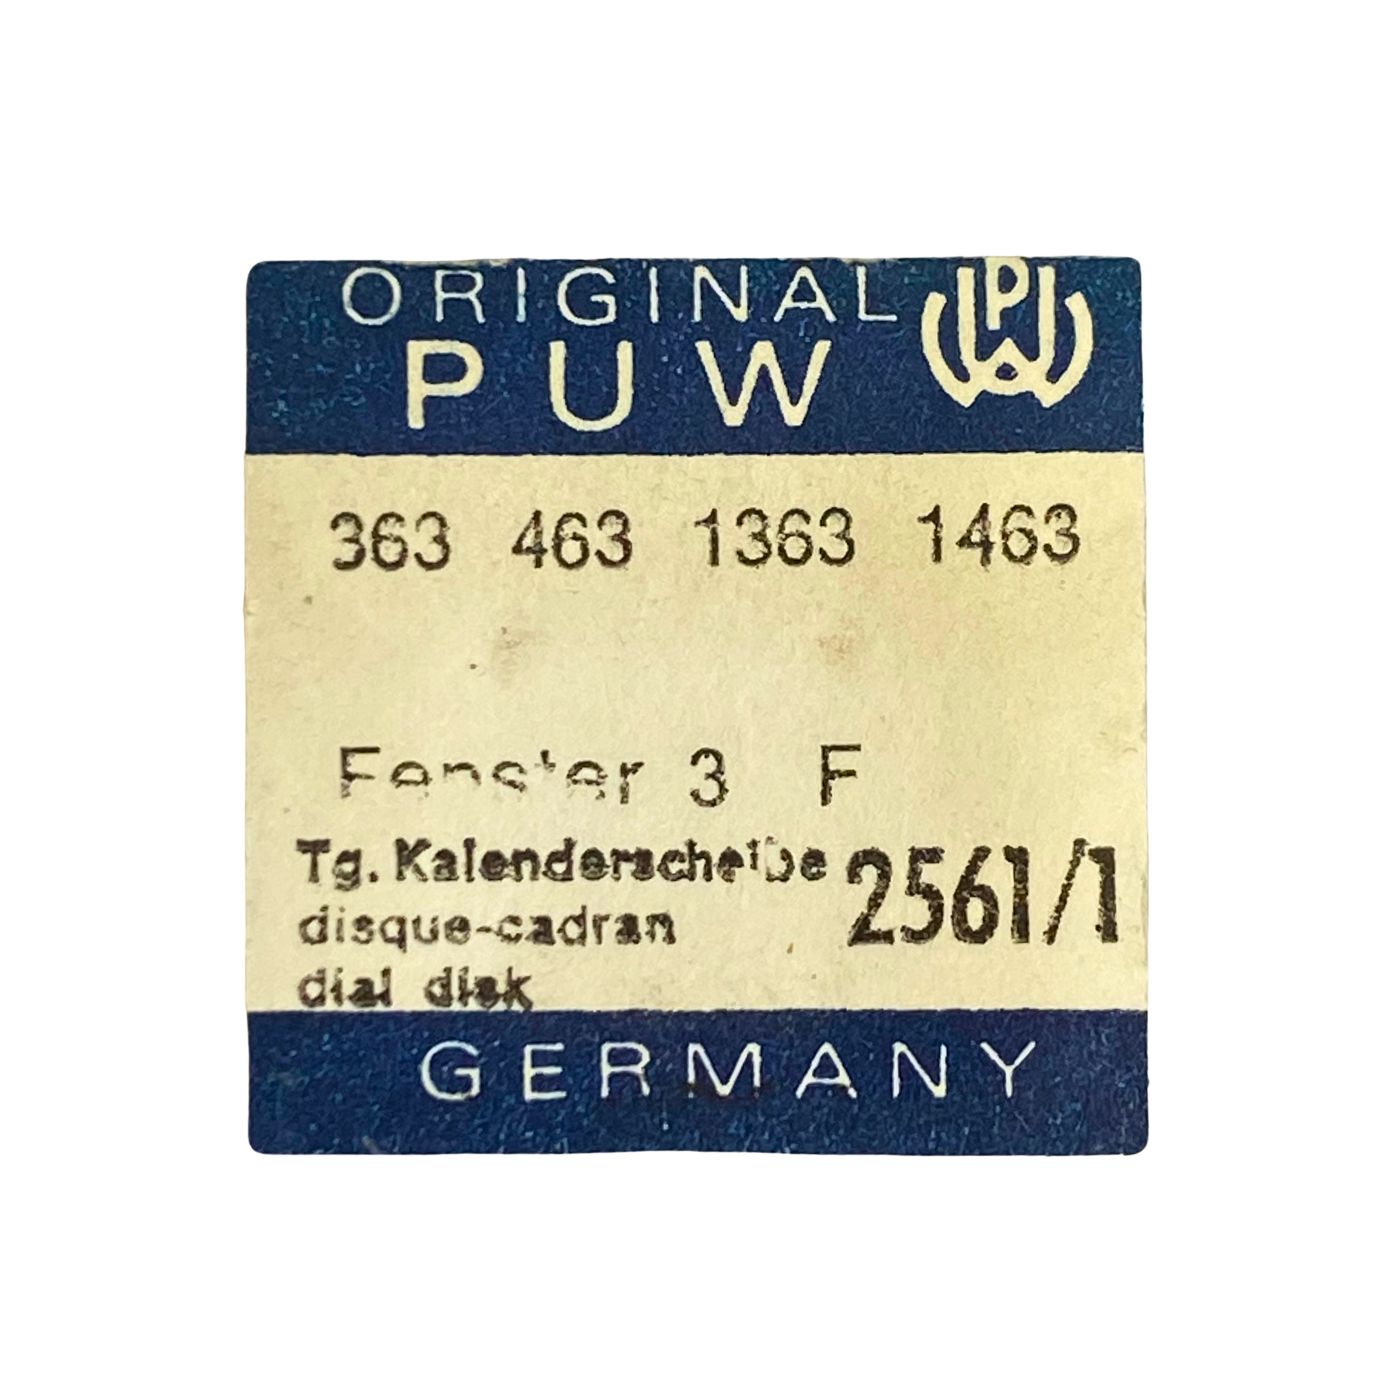 ORIGINAL
PUW
363 463 1363 1463
Fenster 3 F
Tg. Kalenderscheibe 2561/1
disque-cadran
dial disk
GERMANY